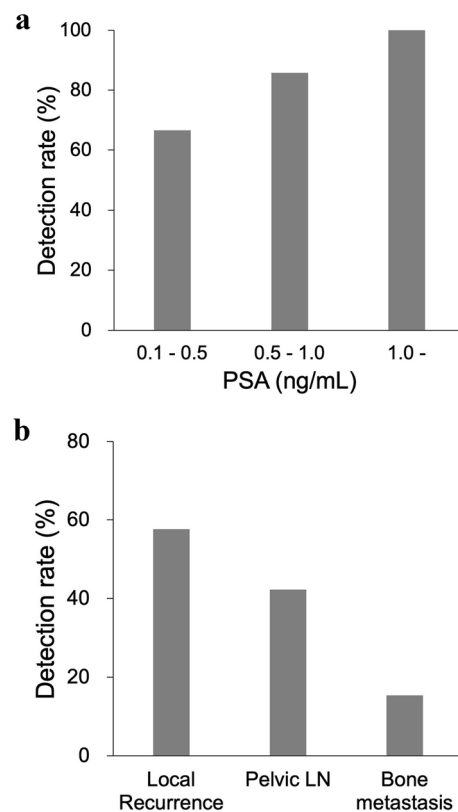 a
Detection rate (%)
100
80
60
40
20
0
0.1 - 0.5 0.5 - 1.0 1.0 -
PSA (ng/mL)
b
Detection rate (%)
80
60
40
20
0
Local Pelvic LN Bone
Recurrence metastasis